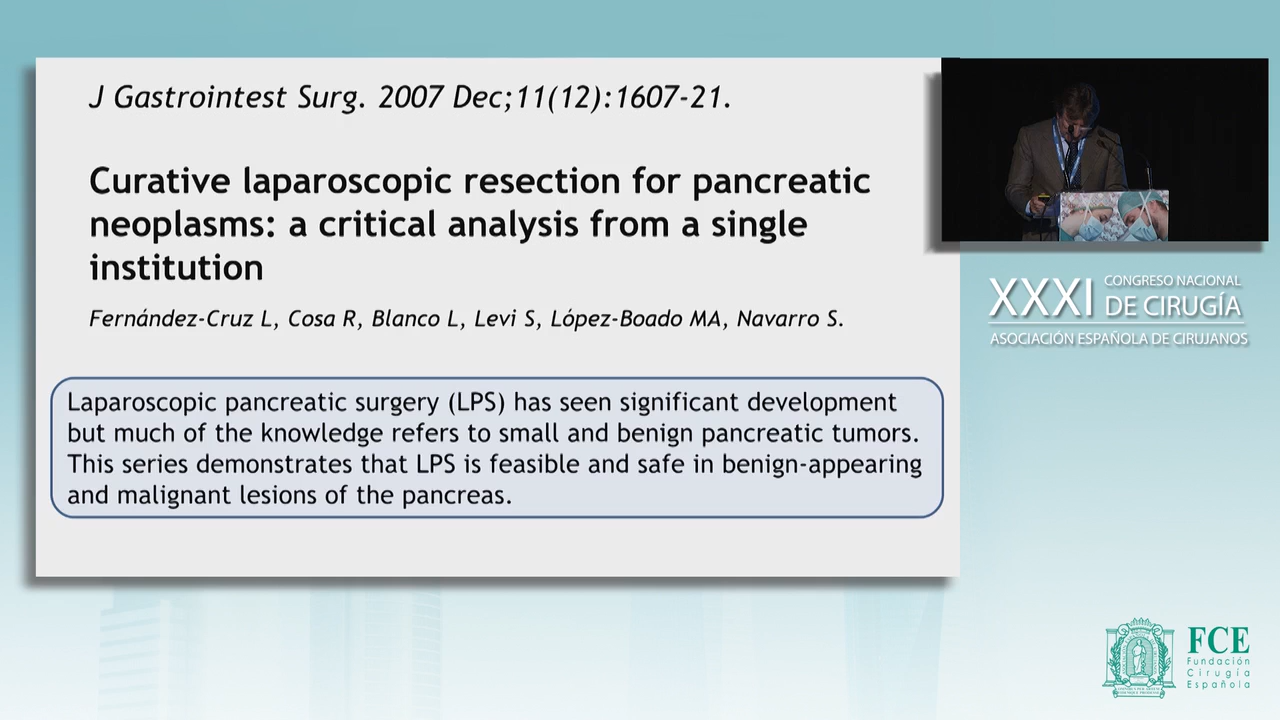 J Gastrointest Surg. 2007 Dec;11(12):1607-21.
Curative laparoscopic resection for pancreatic
neoplasms: a critical analysis from a single
institution
Fernández-Cruz L, Cosa R, Blanco L, Levi S, López-Boado MA, Navarro S.
Laparoscopic pancreatic surgery (LPS) has seen significant development
but much of the knowledge refers to small and benign pancreatic tumors.
This series demonstrates that LPS is feasible and safe in benign-appearing
and malignant lesions of the pancreas.
XXXI CONGRESO NACIONAL
DE CIRUGÍA
ASOCIACIÓN ESPAÑOLA DE CIRUJANOS
FCE
Fundación
Cirugía
Española